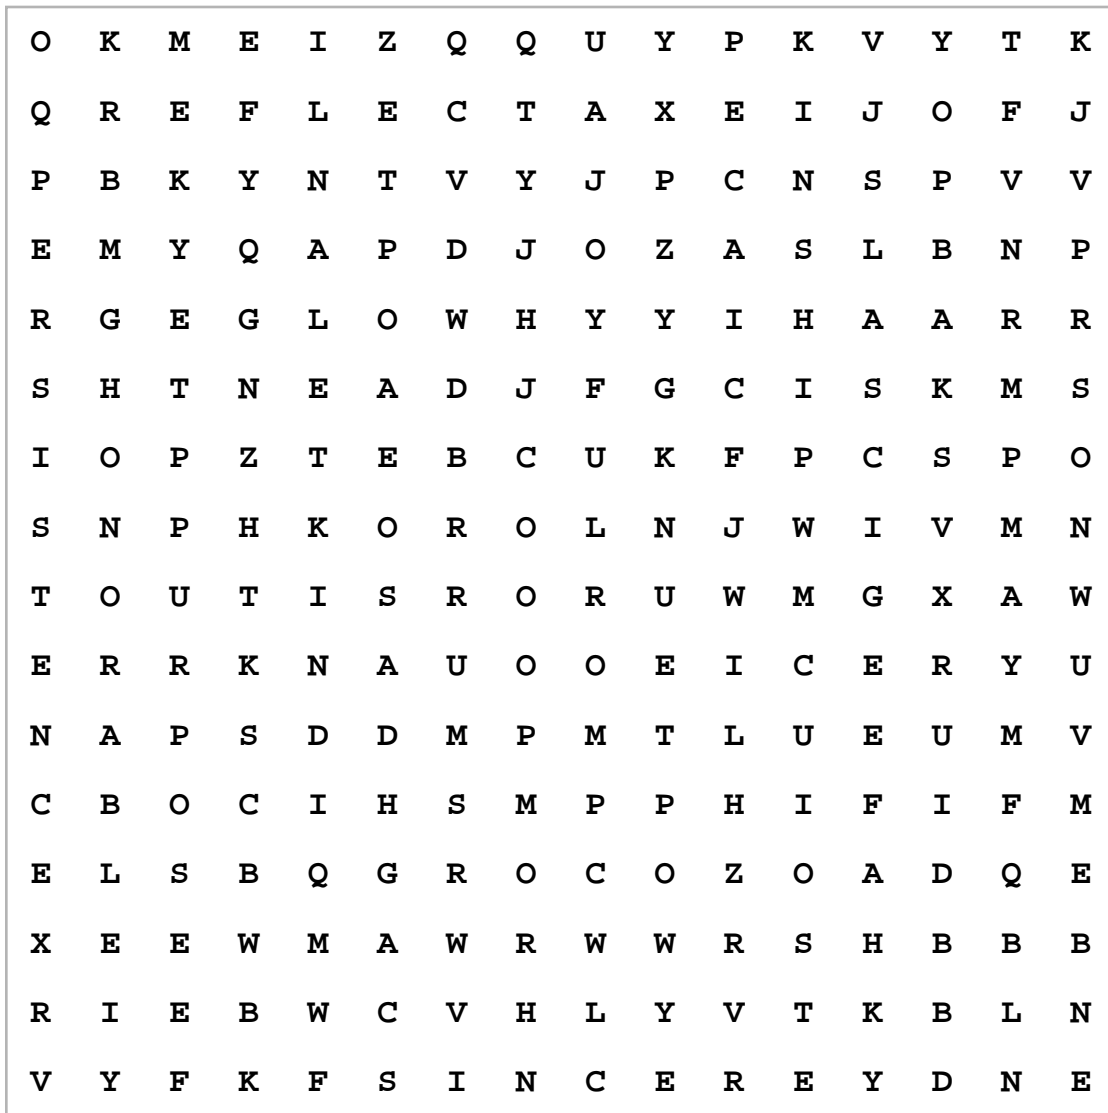 O K M E I Z Q Q U Y P K V Y T K
Q R E F L E C T A X E I J O F J
P B K Y N T V Y J P C N S P V V
E M Y Q A P D J O Z A S L B N P
R G E G L O W H Y Y I H A A R R
S H T N E A D J F G C I S K M S
I O P Z T E B C U K F P C S P O
S N P H K O R O L N J W I V M N
T O U T I S R O R U W M G X A W
E R R K N A U O O E I C E R Y U
N A P S D D M P M T L U E U M V
C B O C I H S M P P H I F I F M
E L S B Q G R O C O Z O A D Q E
X E E W M A W R W W R S H B B B
R I E B W C V H L Y V T K B L N
V Y F K F S I N C E R E Y D N E